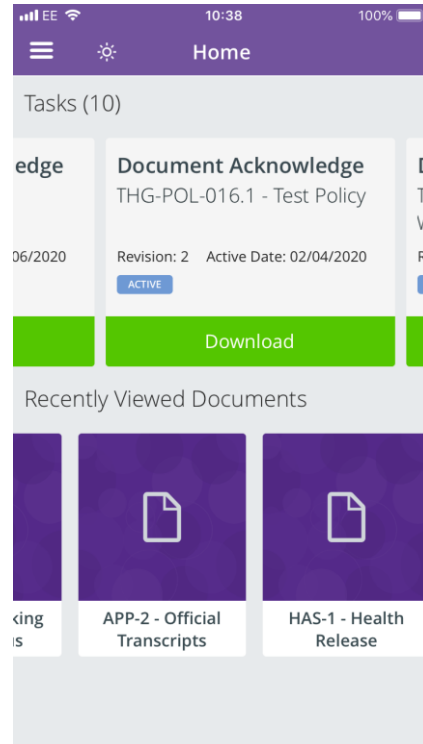 EE 10:38 100%
Home
Tasks (10)
edge
06/2020
Document Acknowledge
THG-POL-016.1 - Test Policy
Revision: 2 Active Date: 02/04/2020
ACTIVE
Download
Recently Viewed Documents
APP-2 - Official
Transcripts
HAS-1 - Health
Release